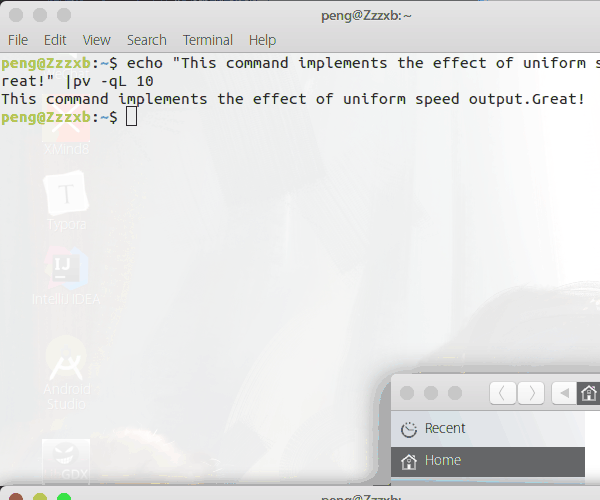 peng@Zzzxb: ~
File Edit View Search Terminal Help
peng@Zzzxb:~$ echo "This command implements the effect of uniform s
reat!" |pv -qL 10
This command implements the effect of uniform speed output.Great!
peng@Zzzxb:~$
XMind8
Typora
IntelliJ IDEA
Android
Studio
GDX
Recent
Home
peng@Zzzxb: